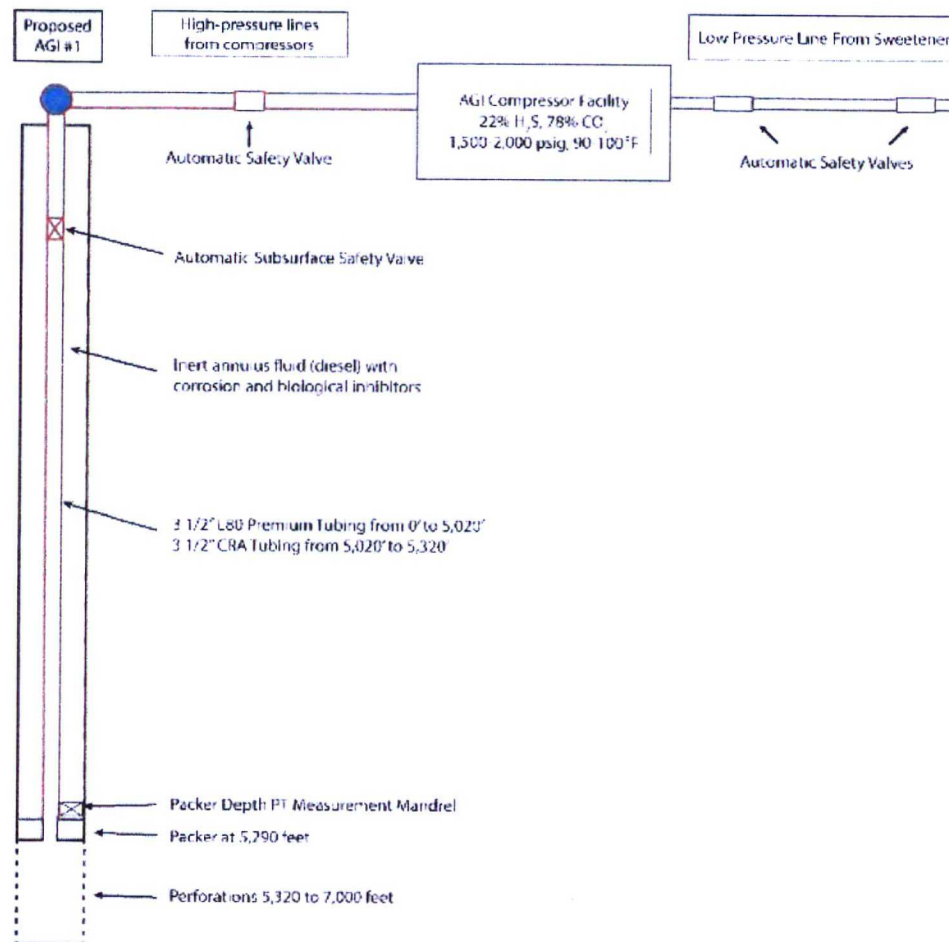 Proposed
AGI #1
High-pressure lines
from compressors
Low Pressure Line From Sweetener
AGI Compressor Facility
22% H₂S, 78% CO₂
1,500-2,000 psig, 90-100°F
Automatic Safety Valve
Automatic Safety Valves
Automatic Subsurface Safety Valve
Inert annulus fluid (diesel) with
corrosion and biological inhibitors
3 1/2" L80 Premium Tubing from 0' to 5,020'
3 1/2" CRA Tubing from 5,020' to 5,320'
Packer Depth PT Measurement Mandrel
Packer at 5,290 feet
Perforations 5,320 to 7,000 feet